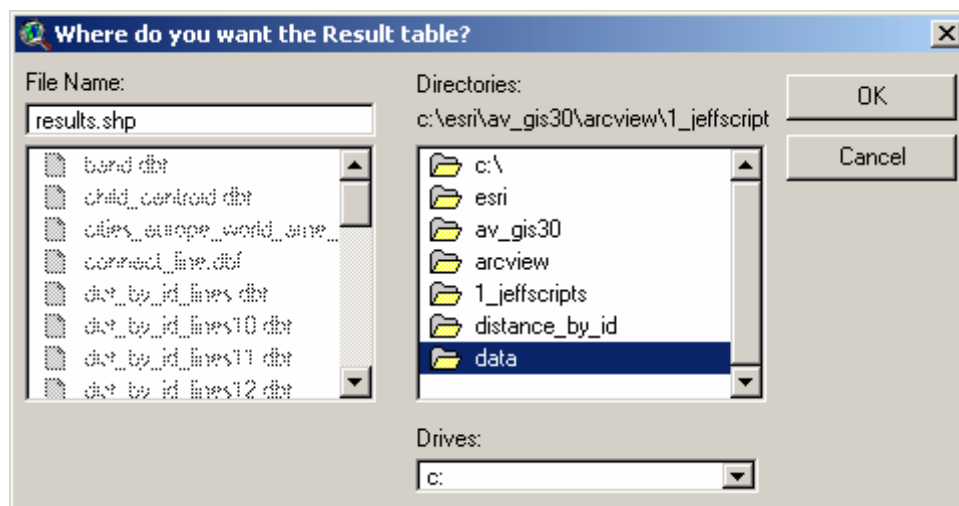 Where do you want the Result table?
File Name:
results.shp
band.dbf
child_centroid.dbf
cities_europe_world_ame_
connect_line.dbf
dist_by_id_lines.dbf
dist_by_id_lines10.dbf
dist_by_id_lines11.dbf
dist_by_id_lines12.dbf
Directories:
c:\esri\av_gis30\arcview\1_jeffscript
c:\
esri
av_gis30
arcview
1_jeffscripts
distance_by_id
data
Drives:
c:
OK
Cancel